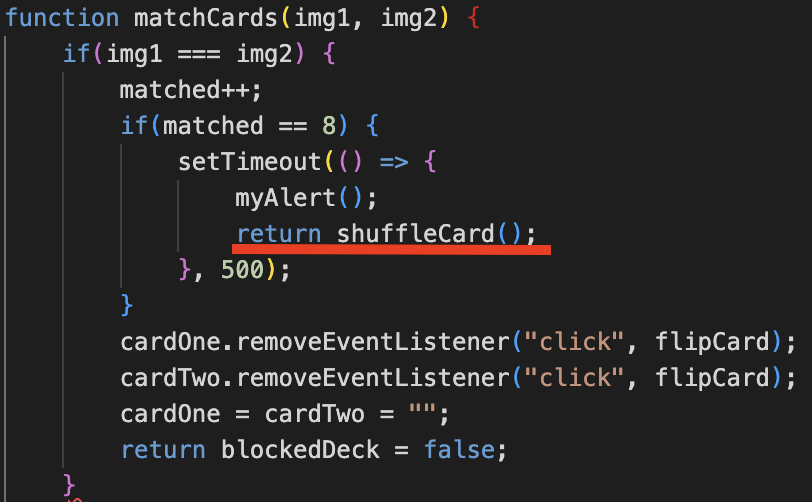 function matchCards(img1, img2) {
if(img1 === img2) {
matched++;
if(matched == 8) {
setTimeout(() => {
myAlert();
return shuffleCard();
}, 500);
}
cardOne.removeEventListener("click", flipCard);
cardTwo.removeEventListener("click", flipCard);
cardOne = cardTwo = "";
return blockedDeck = false;
}